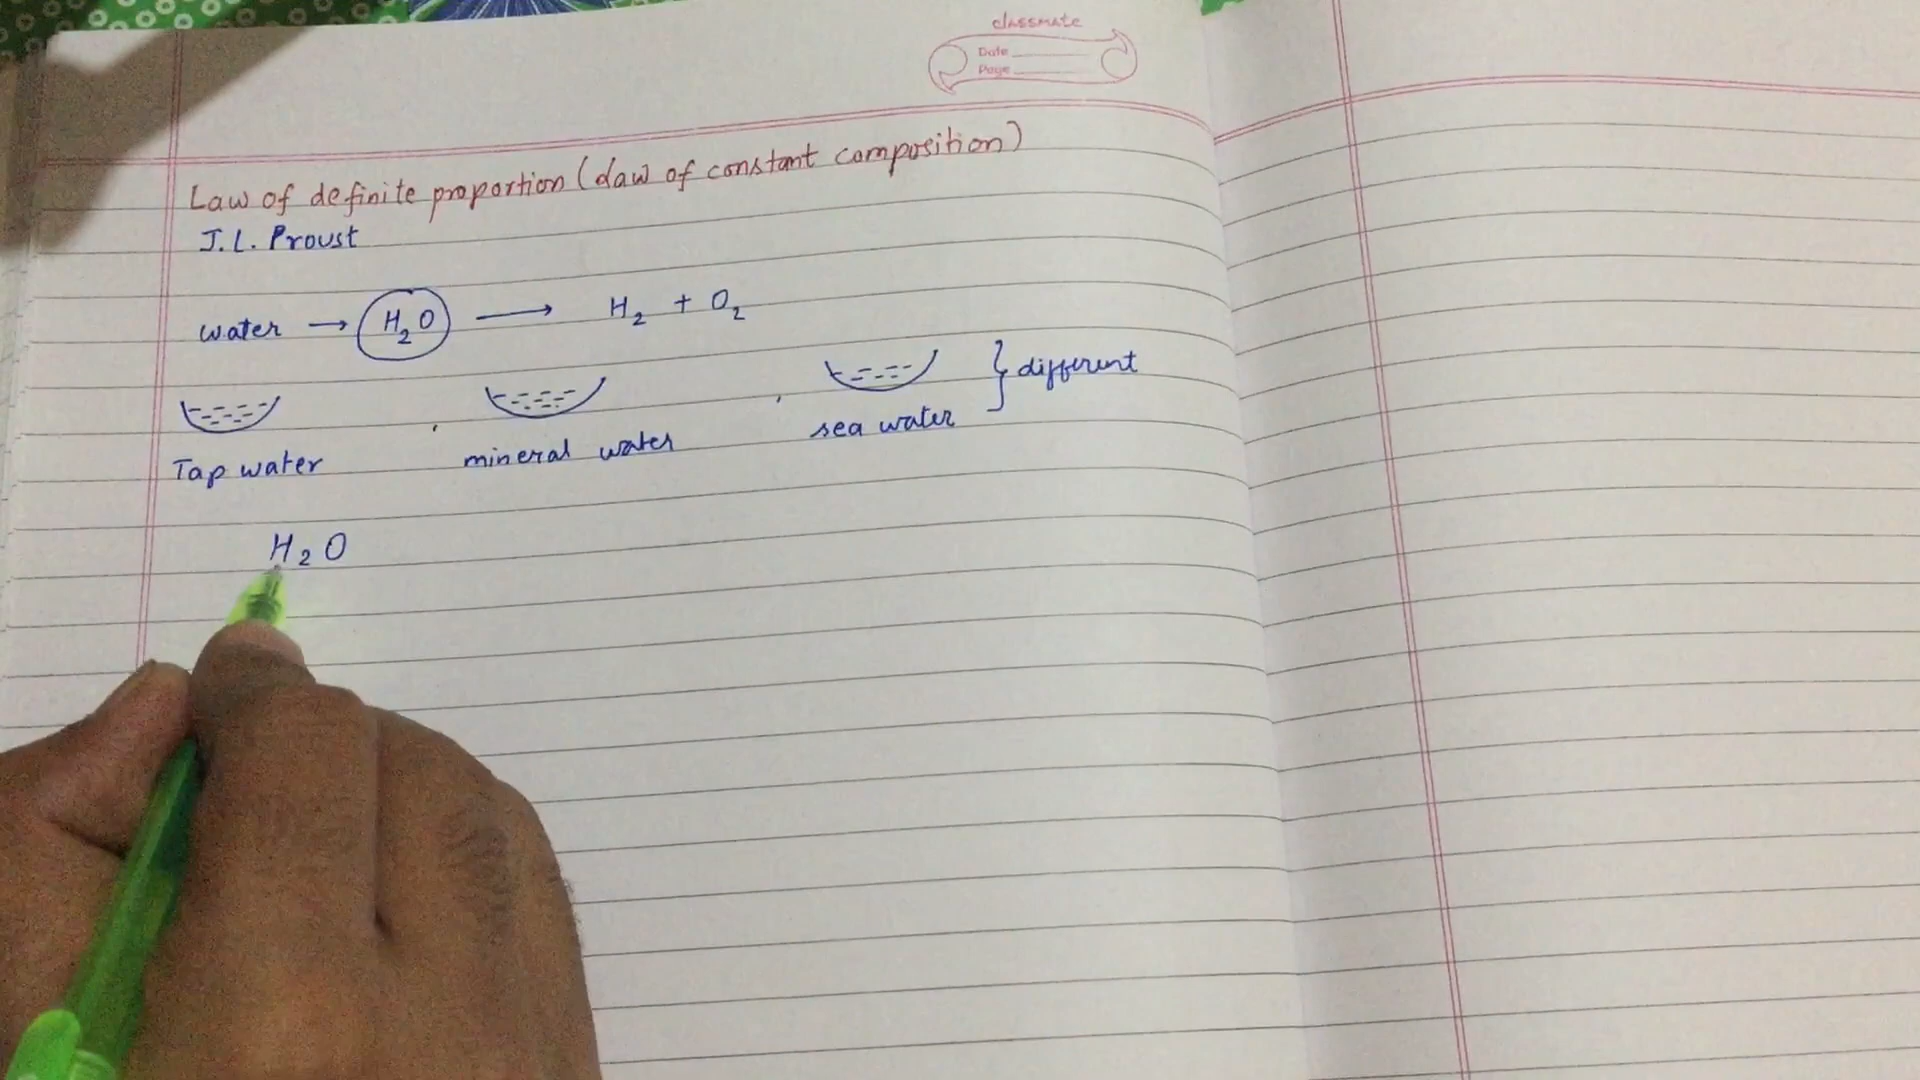 classmate
Date
Page
Law of definite proportion (Law of constant composition)
J.L. Proust
water → H₂O → H₂ + O₂
} different
Tap water , mineral water , sea water
H₂O